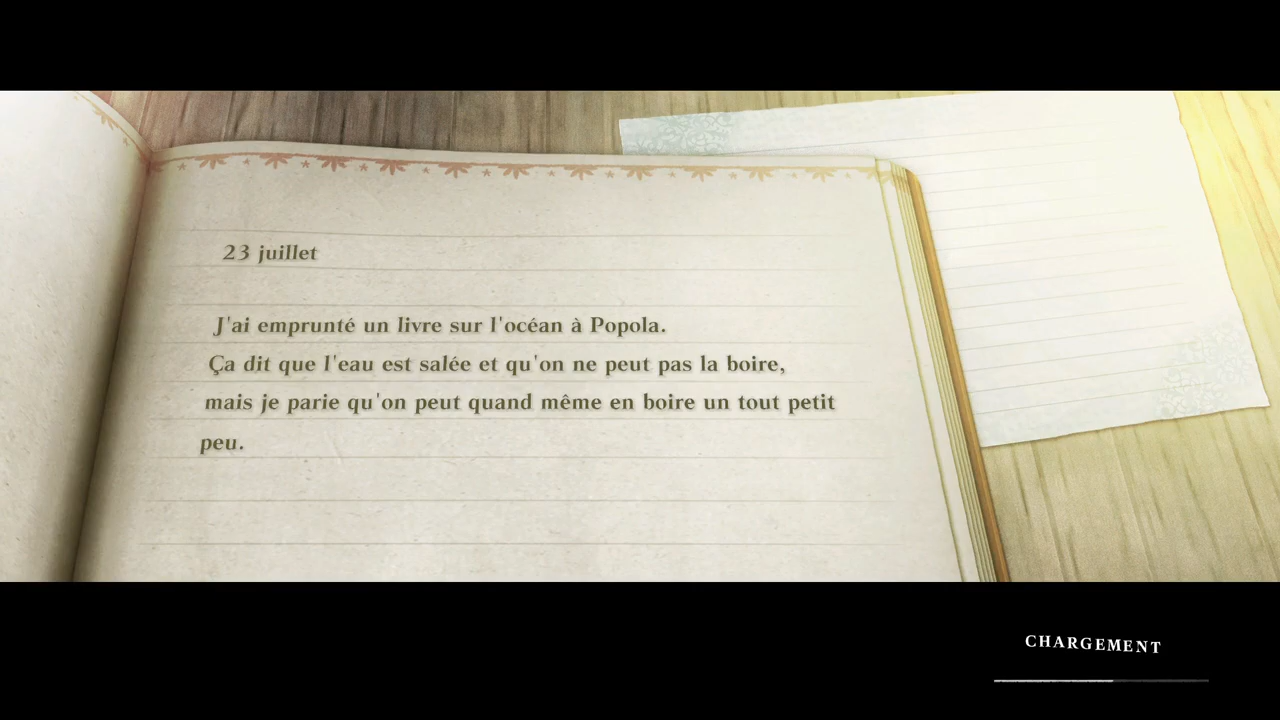 23 juillet
J'ai emprunté un livre sur l'océan à Popola.
Ça dit que l'eau est salée et qu'on ne peut pas la boire,
mais je parie qu'on peut quand même en boire un tout petit
peu.
CHARGEMENT